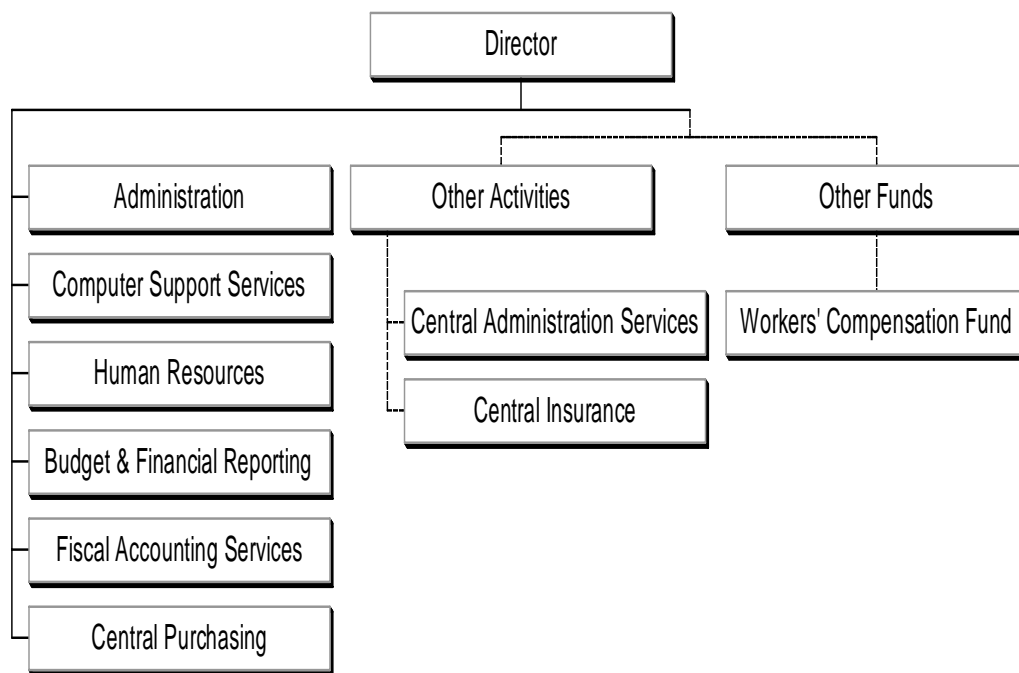 Director
Administration
Other Activities
Other Funds
Computer Support Services
Central Administration Services
Workers' Compensation Fund
Human Resources
Central Insurance
Budget & Financial Reporting
Fiscal Accounting Services
Central Purchasing